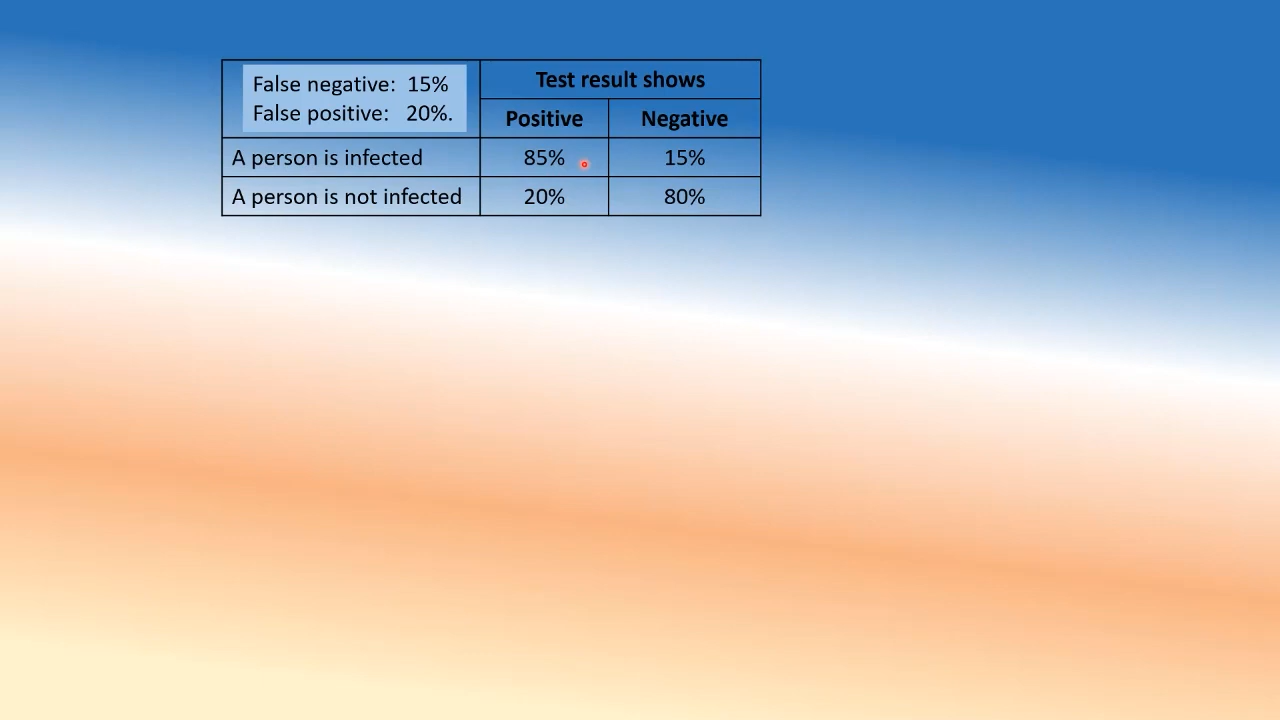 False negative: 15%
False positive: 20%.
Test result shows
Positive Negative
A person is infected 85% 15%
A person is not infected 20% 80%